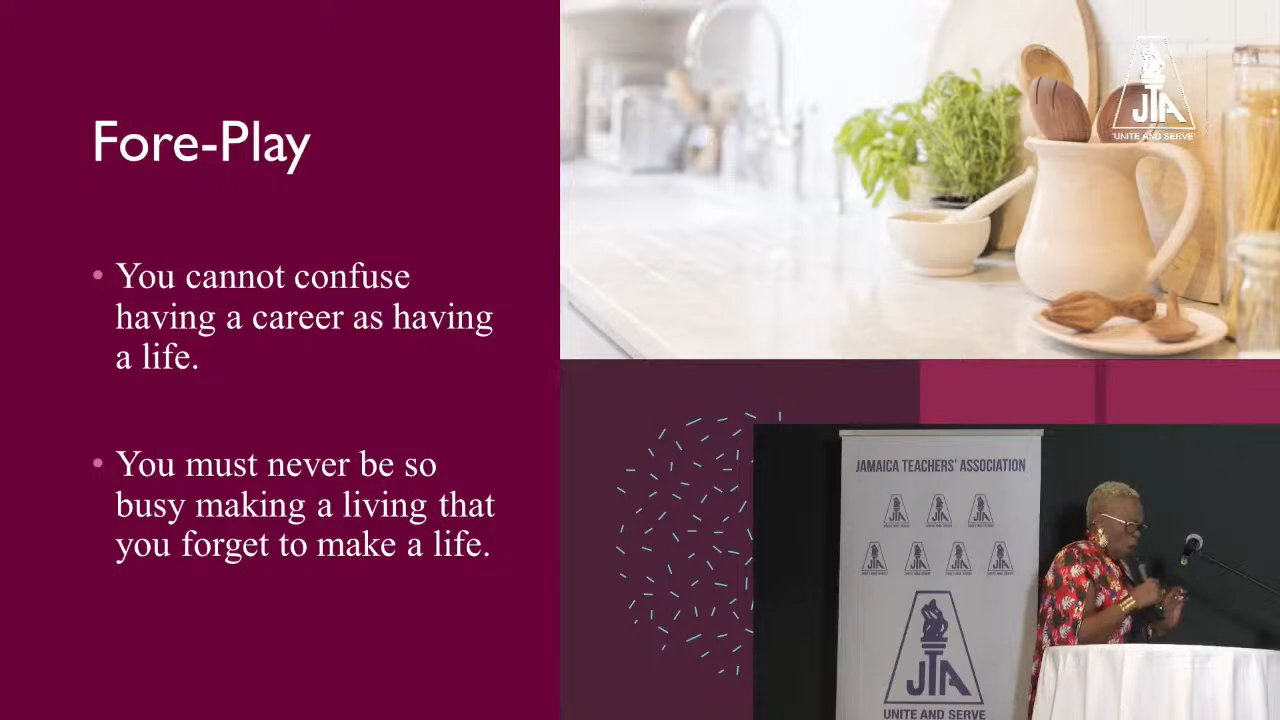 Fore-Play
• You cannot confuse
having a career as having
a life.
• You must never be so
busy making a living that
you forget to make a life.
JTA
UNITE AND SERVE
JAMAICA TEACHERS' ASSOCIATION
JTA
UNITE AND SERVE